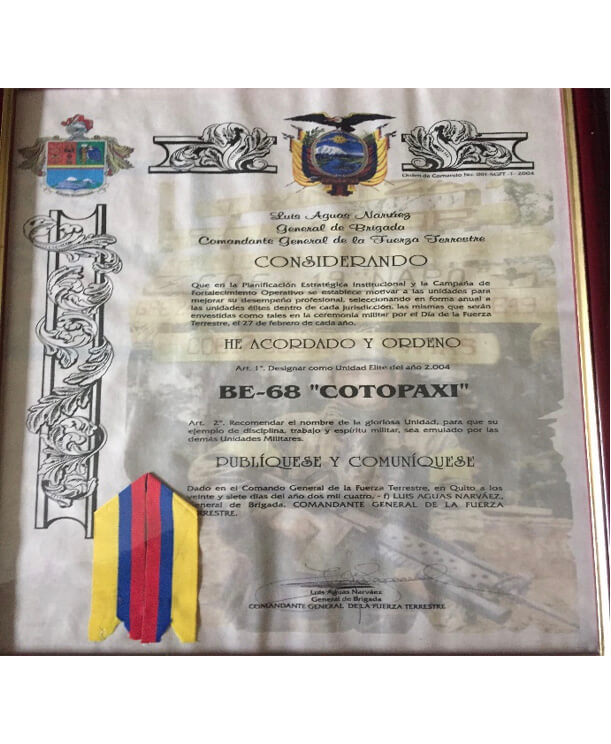 Orden de Comando No. 001-SGFT -1 - 2004
Luis Aguas Narváez
General de Brigada
Comandante General de la Fuerza Terrestre
CONSIDERANDO
Que en la Planificación Estratégica Institucional y la Campaña de
Fortalecimiento Operativo se establece motivar a las unidades para
mejorar su desempeño profesional, seleccionando en forma anual a
las unidades élites dentro de cada jurisdicción, las mismas que serán
envestidas como tales en la ceremonia militar por el Día de la Fuerza
Terrestre, el 27 de febrero de cada año.
HE ACORDADO Y ORDENO
Art. 1º. Designar como Unidad Elite del año 2.004
BE-68 "COTOPAXI"
Art. 2º. Recomendar el nombre de la gloriosa Unidad, para que su
ejemplo de disciplina, trabajo y espíritu militar, sea emulado por las
demás Unidades Militares.
PUBLÍQUESE Y COMUNÍQUESE
Dado en el Comando General de la Fuerza Terrestre, en Quito a los
veinte y siete días del año dos mil cuatro.- f) LUIS AGUAS NARVÁEZ,
General de Brigada, COMANDANTE GENERAL DE LA FUERZA
TERRESTRE.
Luis Aguas Narváez
General de Brigada
COMANDANTE GENERAL DE LA FUERZA TERRESTRE